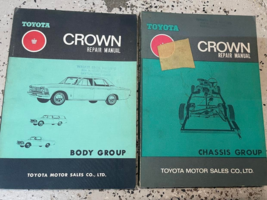 TOYOTA
CROWN
REPAIR MANUAL
BODY GROUP
TOYOTA MOTOR SALES CO., LTD.
TOYOTA
CROWN
REPAIR MANUAL
CHASSIS GROUP
TOYOTA MOTOR SALES CO., LTD.